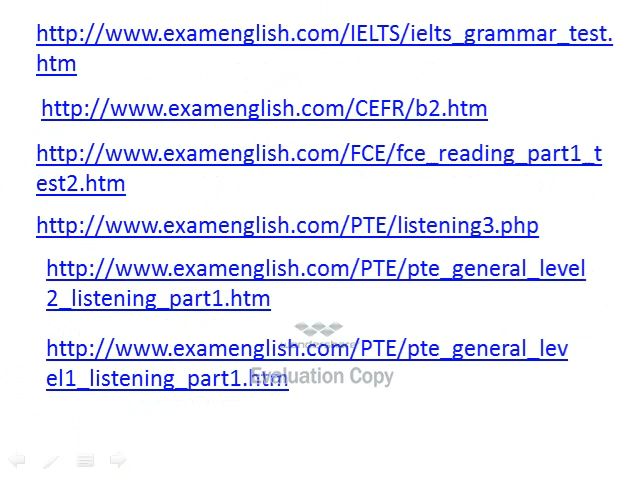 http://www.examenglish.com/IELTS/ielts_grammar_test.
htm
http://www.examenglish.com/CEFR/b2.htm
http://www.examenglish.com/FCE/fce_reading_part1_t
est2.htm
http://www.examenglish.com/PTE/listening3.php
http://www.examenglish.com/PTE/pte_general_level
2_listening_part1.htm
wondershare
http://www.examenglish.com/PTE/pte_general_lev
el1_listening_part1.htm
Evaluation Copy